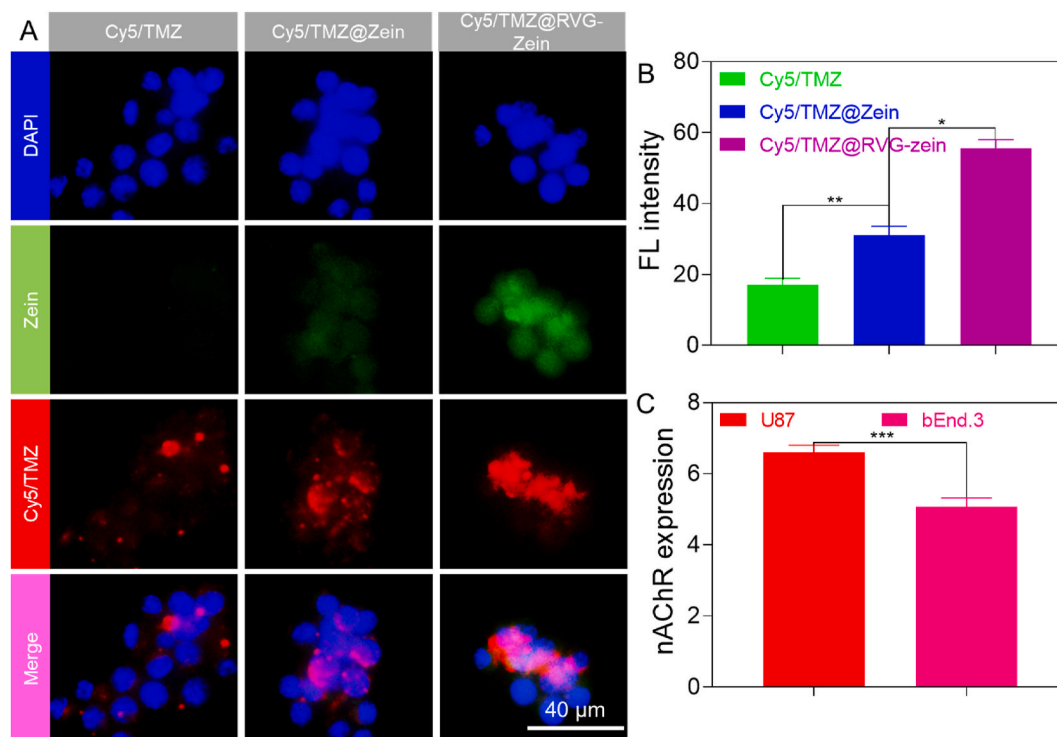 A
Cy5/TMZ
Cy5/TMZ@Zein
Cy5/TMZ@RVG-
Zein
DAPI
Zein
Cy5/TMZ
Merge
40 μm
B
FL intensity
80
60
40
20
0
Cy5/TMZ
Cy5/TMZ@Zein
Cy5/TMZ@RVG-zein
**
*
C
nAChR expression
8
6
4
2
0
U87
bEnd.3
***